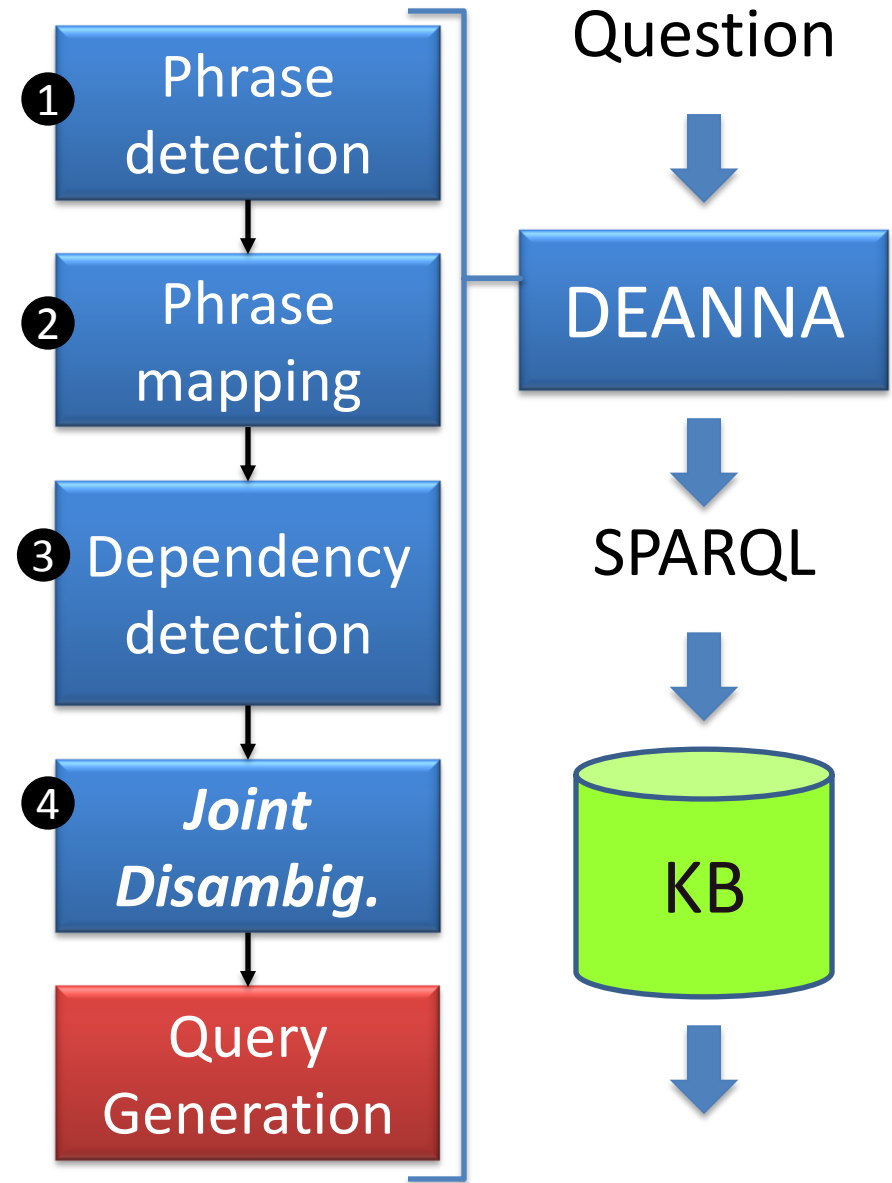 1
Phrase
detection
2
Phrase
mapping
3
Dependency
detection
4
Joint
Disambig.
Query
Generation
Question
DEANNA
SPARQL
KB